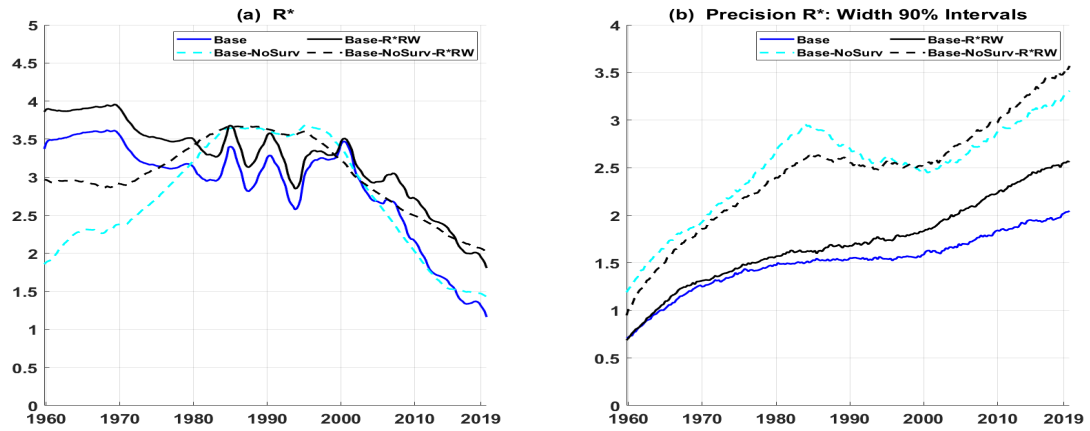 (a) R*
5
4.5
4
3.5
3
2.5
2
1.5
1
0.5
0
Base
Base-R*RW
Base-NoSurv
Base-NoSurv-R*RW
1960 1970 1980 1990 2000 2010 2019
(b) Precision R*: Width 90% Intervals
4
3.5
3
2.5
2
1.5
1
0.5
0
Base
Base-R*RW
Base-NoSurv
Base-NoSurv-R*RW
1960 1970 1980 1990 2000 2010 2019